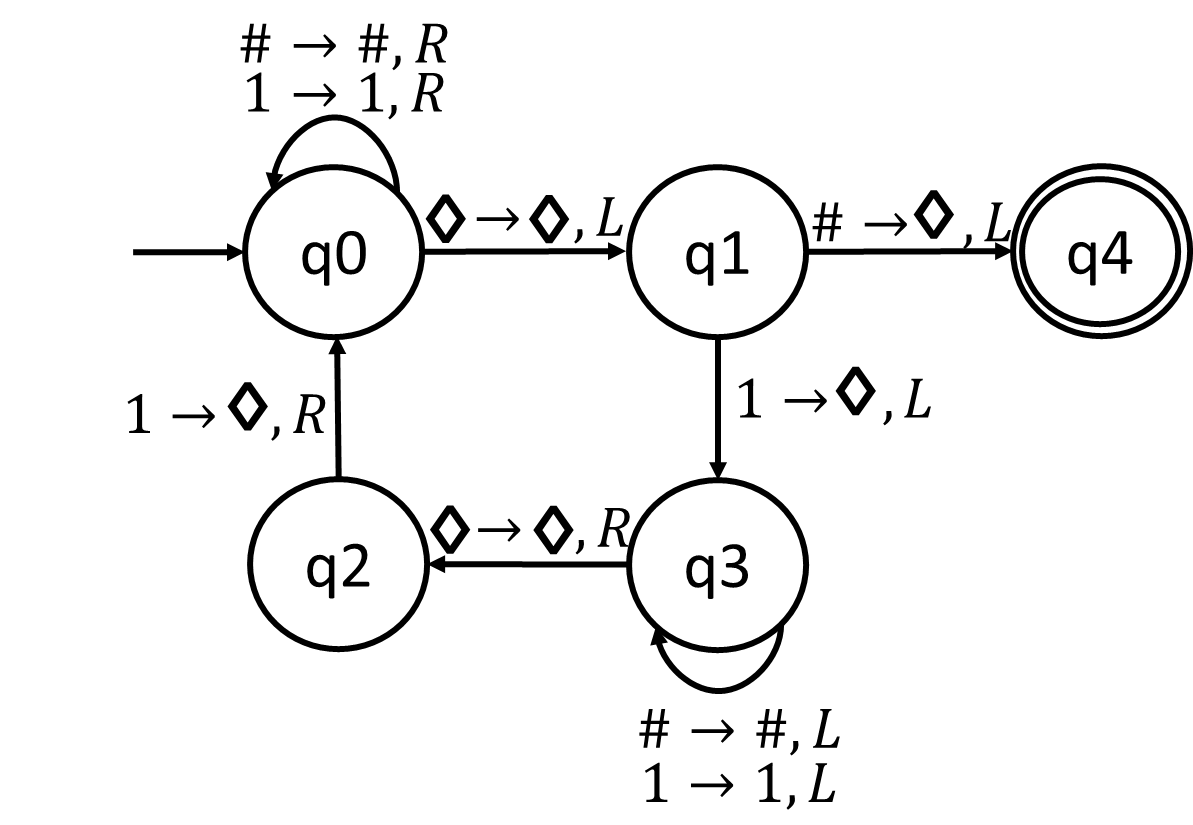 # → #, R
1 → 1, R
◊ → ◊, L
# → ◊, L
q0
q1
q4
1 → ◊, R
1 → ◊, L
◊ → ◊, R
q2
q3
# → #, L
1 → 1, L